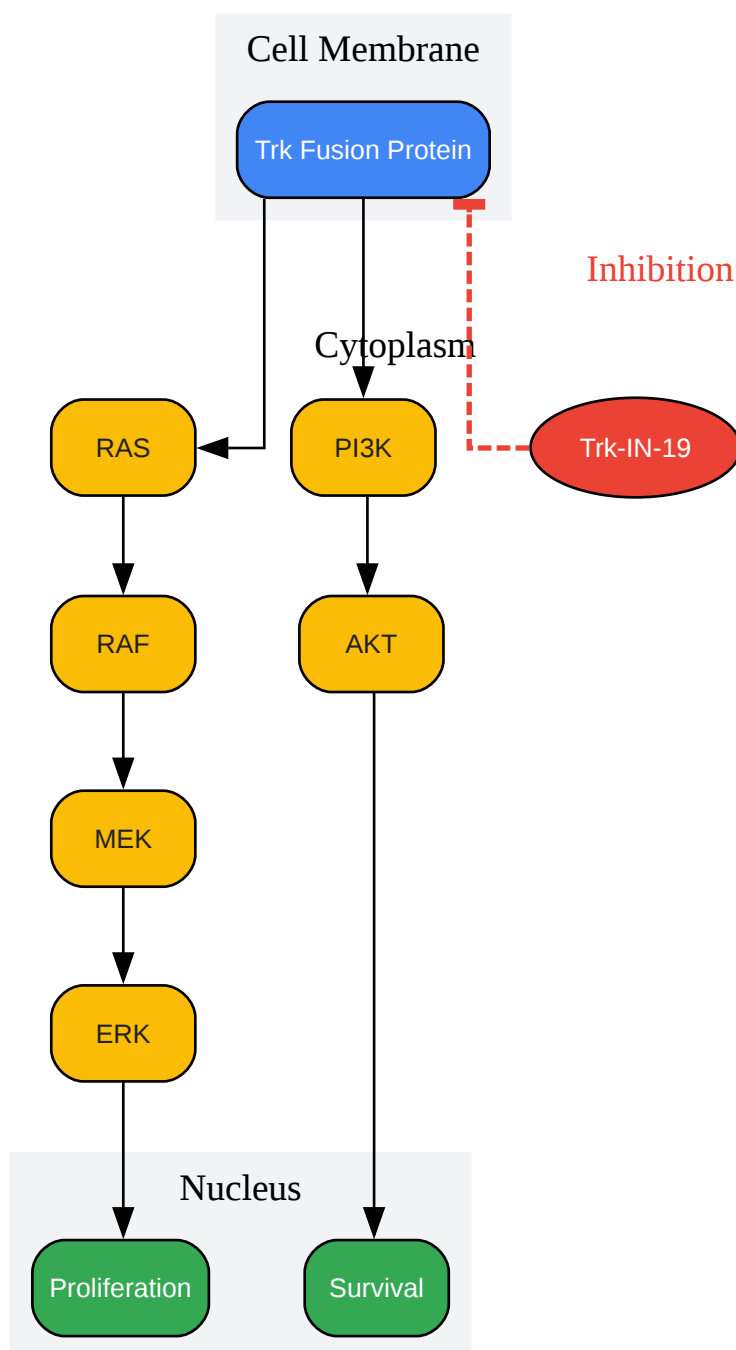 Cell Membrane
Trk Fusion Protein
Inhibition
Cytoplasm
RAS
PI3K
Trk-IN-19
RAF
AKT
MEK
ERK
Nucleus
Proliferation
Survival